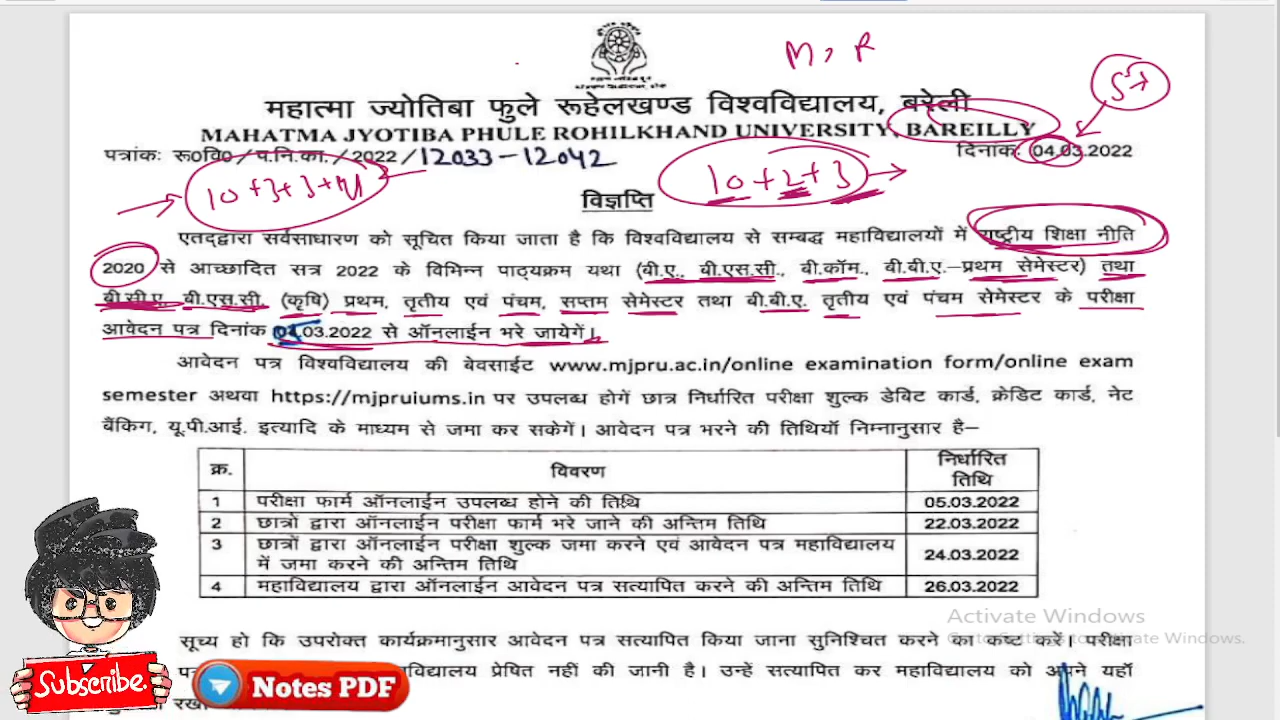 M, R
महात्मा ज्योतिबा फुले रूहेलखण्ड विश्वविद्यालय, बरेली
5
MAHATMA JYOTIBA PHULE ROHILKHAND UNIVERSITY, BAREILLY
पत्रांकः रू0वि0/प.नि.का./2022/12033-12042
दिनांकः 04.03.2022
10+3+3+4
10+2+3
विज्ञप्ति
एतद्द्वारा सर्वसाधारण को सूचित किया जाता है कि विश्वविद्यालय से सम्बद्ध महाविद्यालयों में राष्ट्रीय शिक्षा नीति
2020 से आच्छादित सत्र 2022 के विभिन्न पाठ्यक्रम यथा (बी.ए., बी.एस.सी., बी.कॉम., बी.बी.ए.-प्रथम सेमेस्टर) तथा
बी.सी.ए., बी.एस.सी. (कृषि) प्रथम, तृतीय एवं पंचम, सप्तम सेमेस्टर तथा बी.बी.ए. तृतीय एवं पंचम सेमेस्टर के परीक्षा
आवेदन पत्र दिनांक .03.2022 से ऑनलाईन भरे जायेगें।
आवेदन पत्र विश्वविद्यालय की बेवसाईट www.mjpru.ac.in/online examination form/online exam
semester अथवा https://mjpruiums.in पर उपलब्ध होगें छात्र निर्धारित परीक्षा शुल्क डेबिट कार्ड, क्रेडिट कार्ड, नेट
बैंकिग, यू.पी.आई. इत्यादि के माध्यम से जमा कर सकेगें। आवेदन पत्र भरने की तिथियॉ निम्नानुसार है–
क्र. विवरण निर्धारित तिथि
1 परीक्षा फार्म ऑनलाईन उपलब्ध होने की तिथि 05.03.2022
2 छात्रों द्वारा ऑनलाईन परीक्षा फार्म भरे जाने की अन्तिम तिथि 22.03.2022
3 छात्रों द्वारा ऑनलाईन परीक्षा शुल्क जमा करने एवं आवेदन पत्र महाविद्यालय
में जमा करने की अन्तिम तिथि 24.03.2022
4 महाविद्यालय द्वारा ऑनलाईन आवेदन पत्र सत्यापित करने की अन्तिम तिथि 26.03.2022
Activate Windows
Go to Settings to activate Windows.
सूच्य हो कि उपरोक्त कार्यक्रमानुसार आवेदन पत्र सत्यापित किया जाना सुनिश्चित करने का कष्ट करें। परीक्षा
प्रेषित नहीं की जानी है। उन्हें सत्यापित कर महाविद्यालय को अपने यहॉ
Subscribe.
Notes PDF